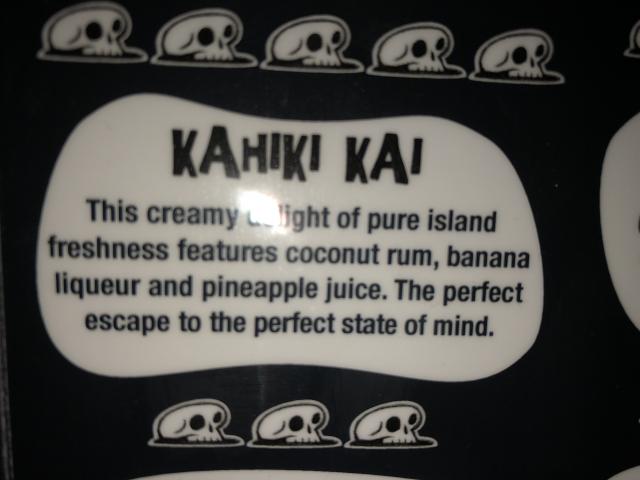 KAHIKI KAI
This creamy delight of pure island
freshness features coconut rum, banana
liqueur and pineapple juice. The perfect
escape to the perfect state of mind.